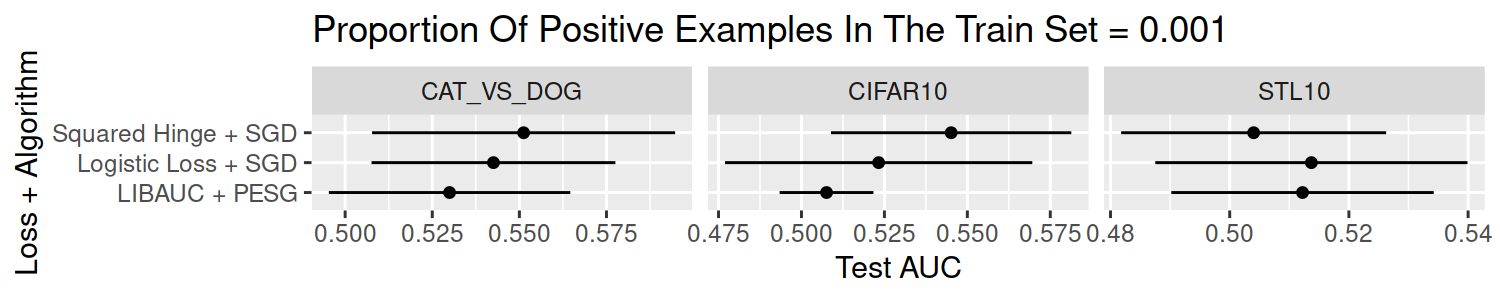 Proportion Of Positive Examples In The Train Set = 0.001
CAT_VS_DOG
CIFAR10
STL10
Loss + Algorithm
Squared Hinge + SGD
Logistic Loss + SGD
LIBAUC + PESG
0.500 0.525 0.550 0.575
0.475 0.500 0.525 0.550 0.575
0.48 0.50 0.52 0.54
Test AUC